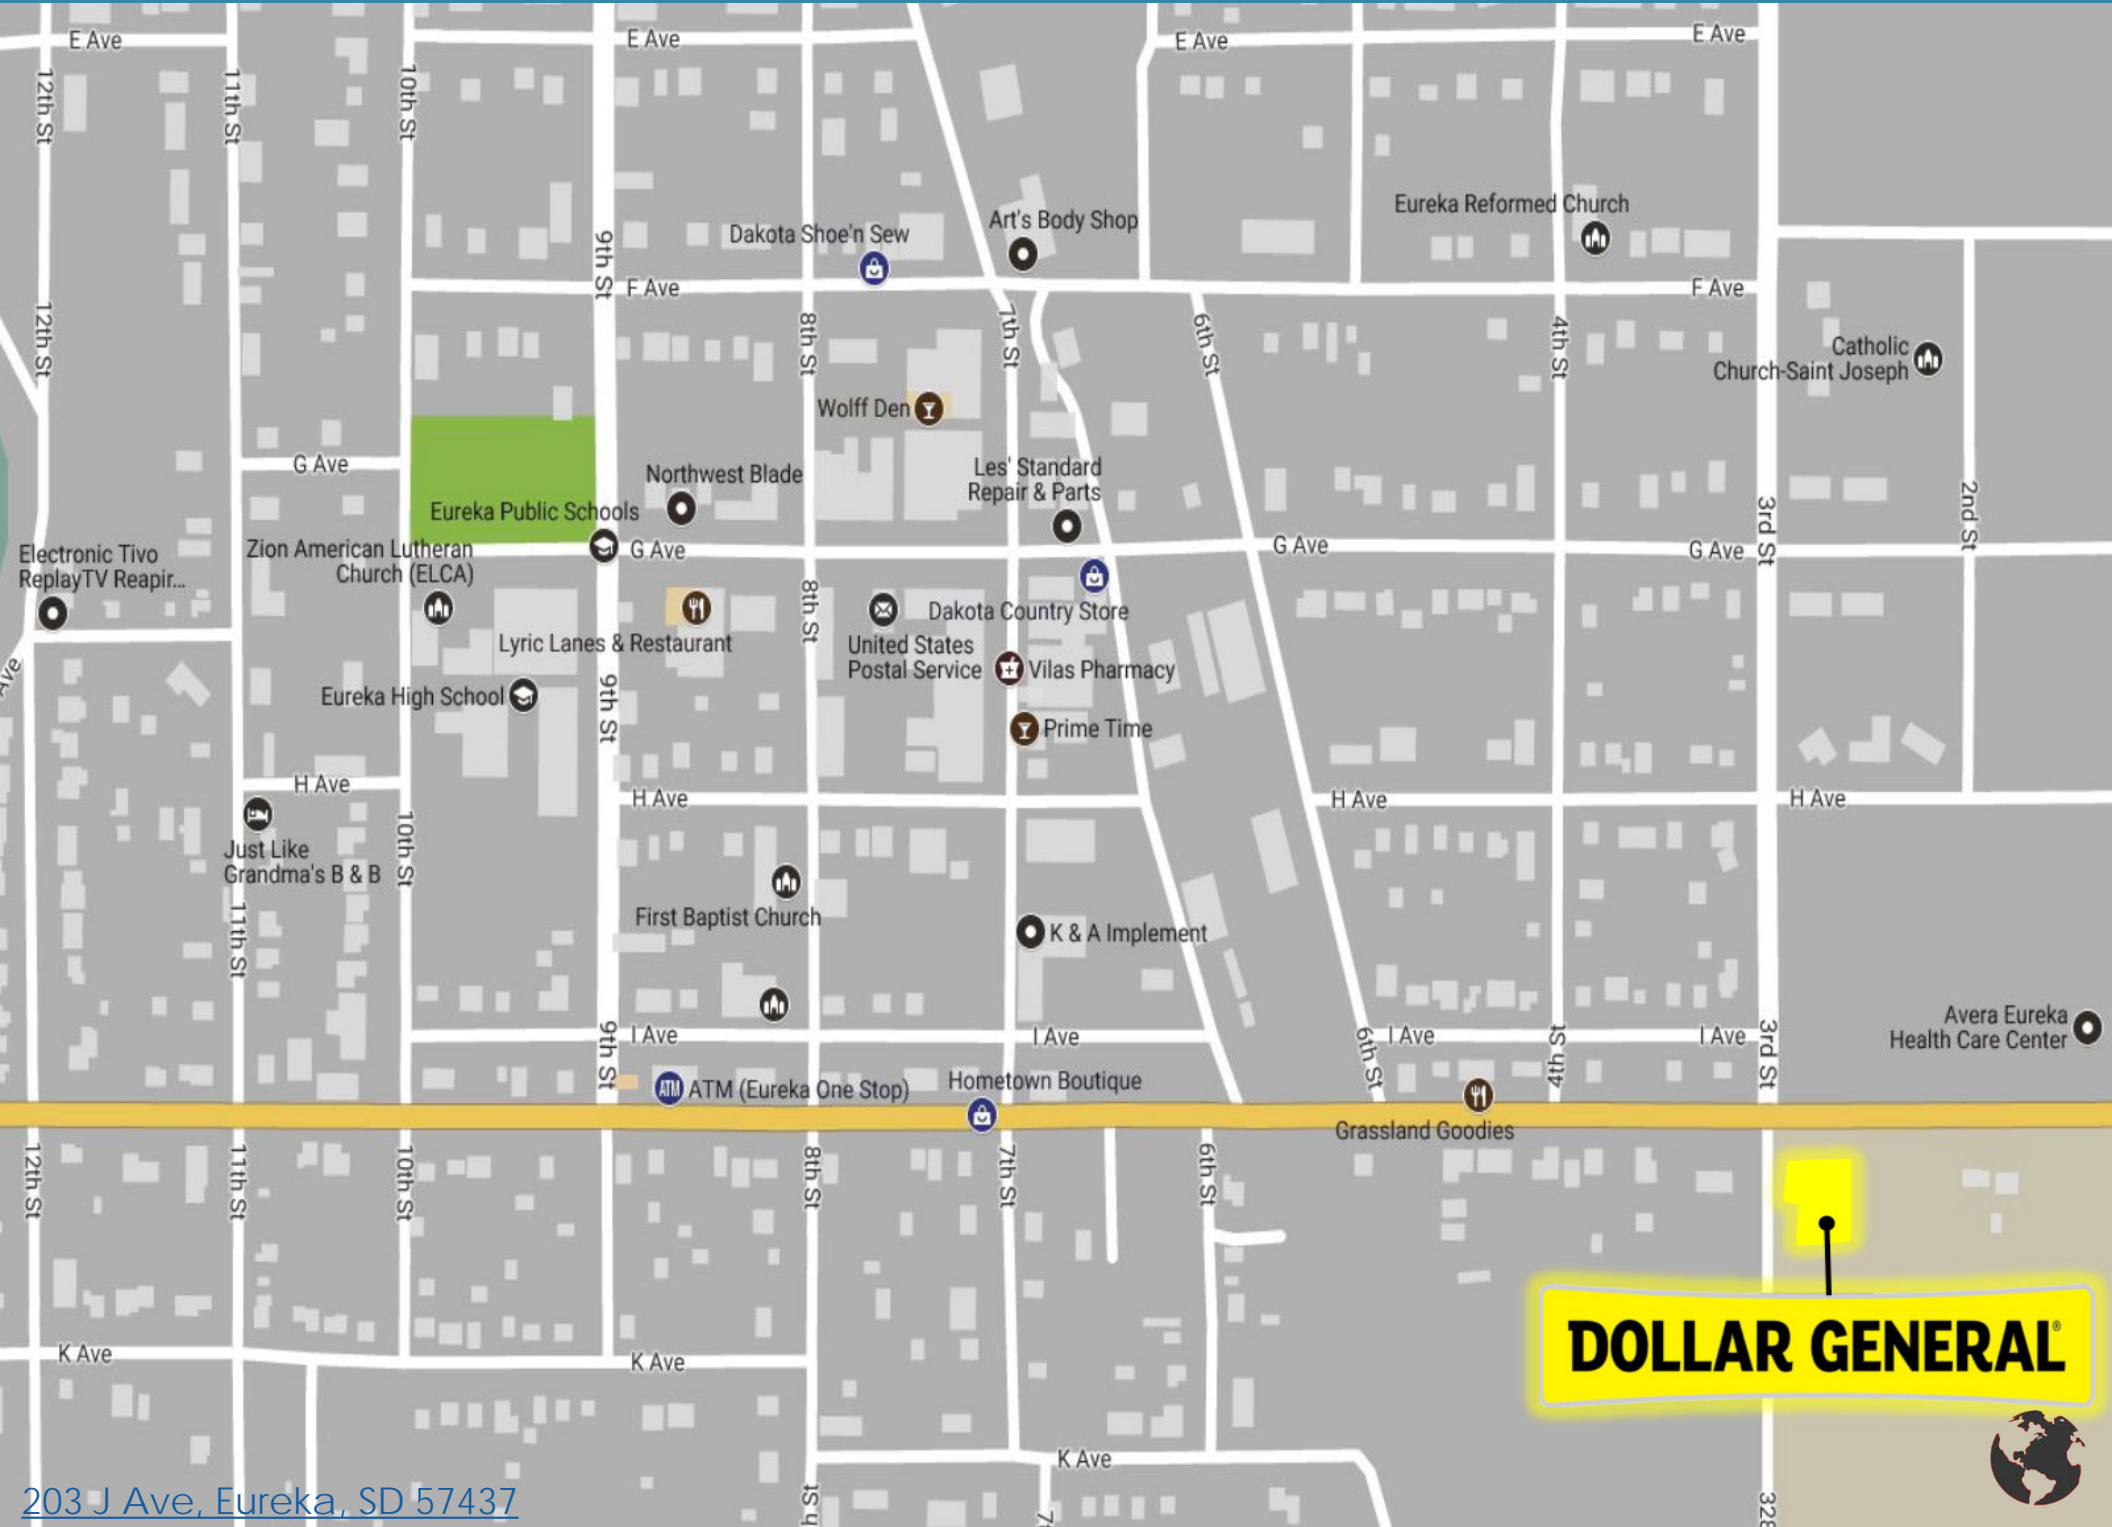 E Ave
E Ave
E Ave
E Ave
12th St
11th St
10th St
9th St
Dakota Shoe'n Sew
Art's Body Shop
Eureka Reformed Church
F Ave
F Ave
12th St
8th St
7th St
6th St
4th St
Catholic
Church-Saint Joseph
Wolff Den
G Ave
Northwest Blade
Les' Standard
Repair & Parts
Eureka Public Schools
3rd St
2nd St
G Ave
G Ave
G Ave
Electronic Tivo
ReplayTV Reapir...
Zion American Lutheran
Church (ELCA)
8th St
Dakota Country Store
Lyric Lanes & Restaurant
United States
Postal Service
Vilas Pharmacy
Ave
Eureka High School
9th St
Prime Time
H Ave
H Ave
H Ave
H Ave
Just Like
Grandma's B & B
10th St
11th St
First Baptist Church
K & A Implement
9th St
I Ave
I Ave
6th St
I Ave
4th St
I Ave
3rd St
Avera Eureka
Health Care Center
ATM
ATM (Eureka One Stop)
Hometown Boutique
Grassland Goodies
12th St
11th St
10th St
8th St
7th St
6th St
DOLLAR GENERAL®
K Ave
K Ave
K Ave
203 J Ave, Eureka, SD 57437